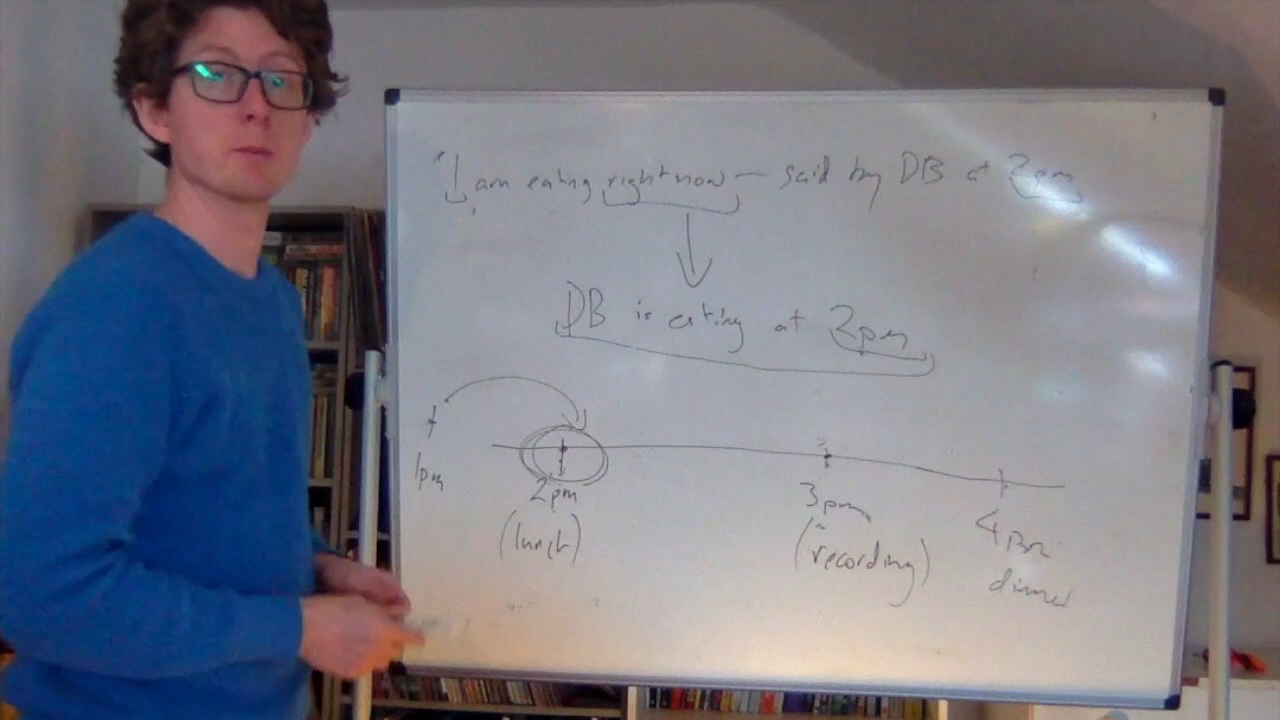 "I am eating right now – said by DB at 2pm
DB is eating at 2pm
1pm
2pm
(lunch)
3pm
(recording)
4pm
dinner